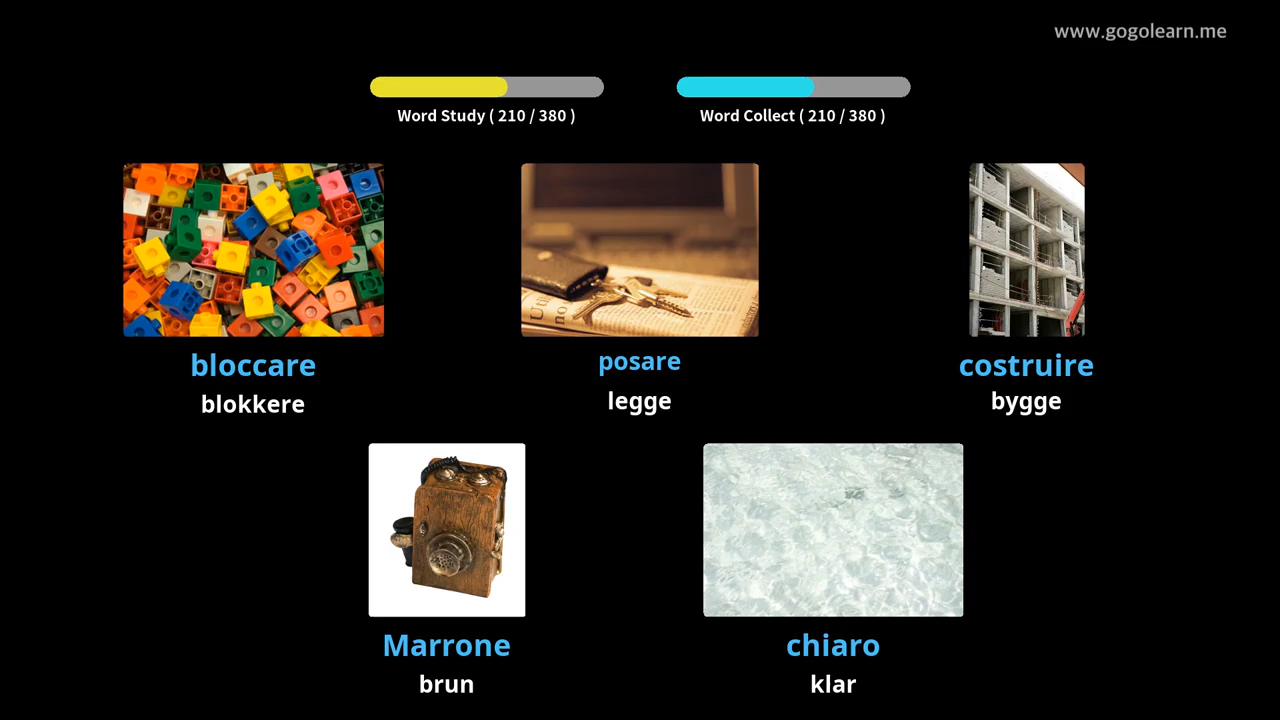 www.gogolearn.me
Word Study ( 210 / 380 )
Word Collect ( 210 / 380 )
bloccare
blokkere
posare
legge
costruire
bygge
Marrone
brun
chiaro
klar